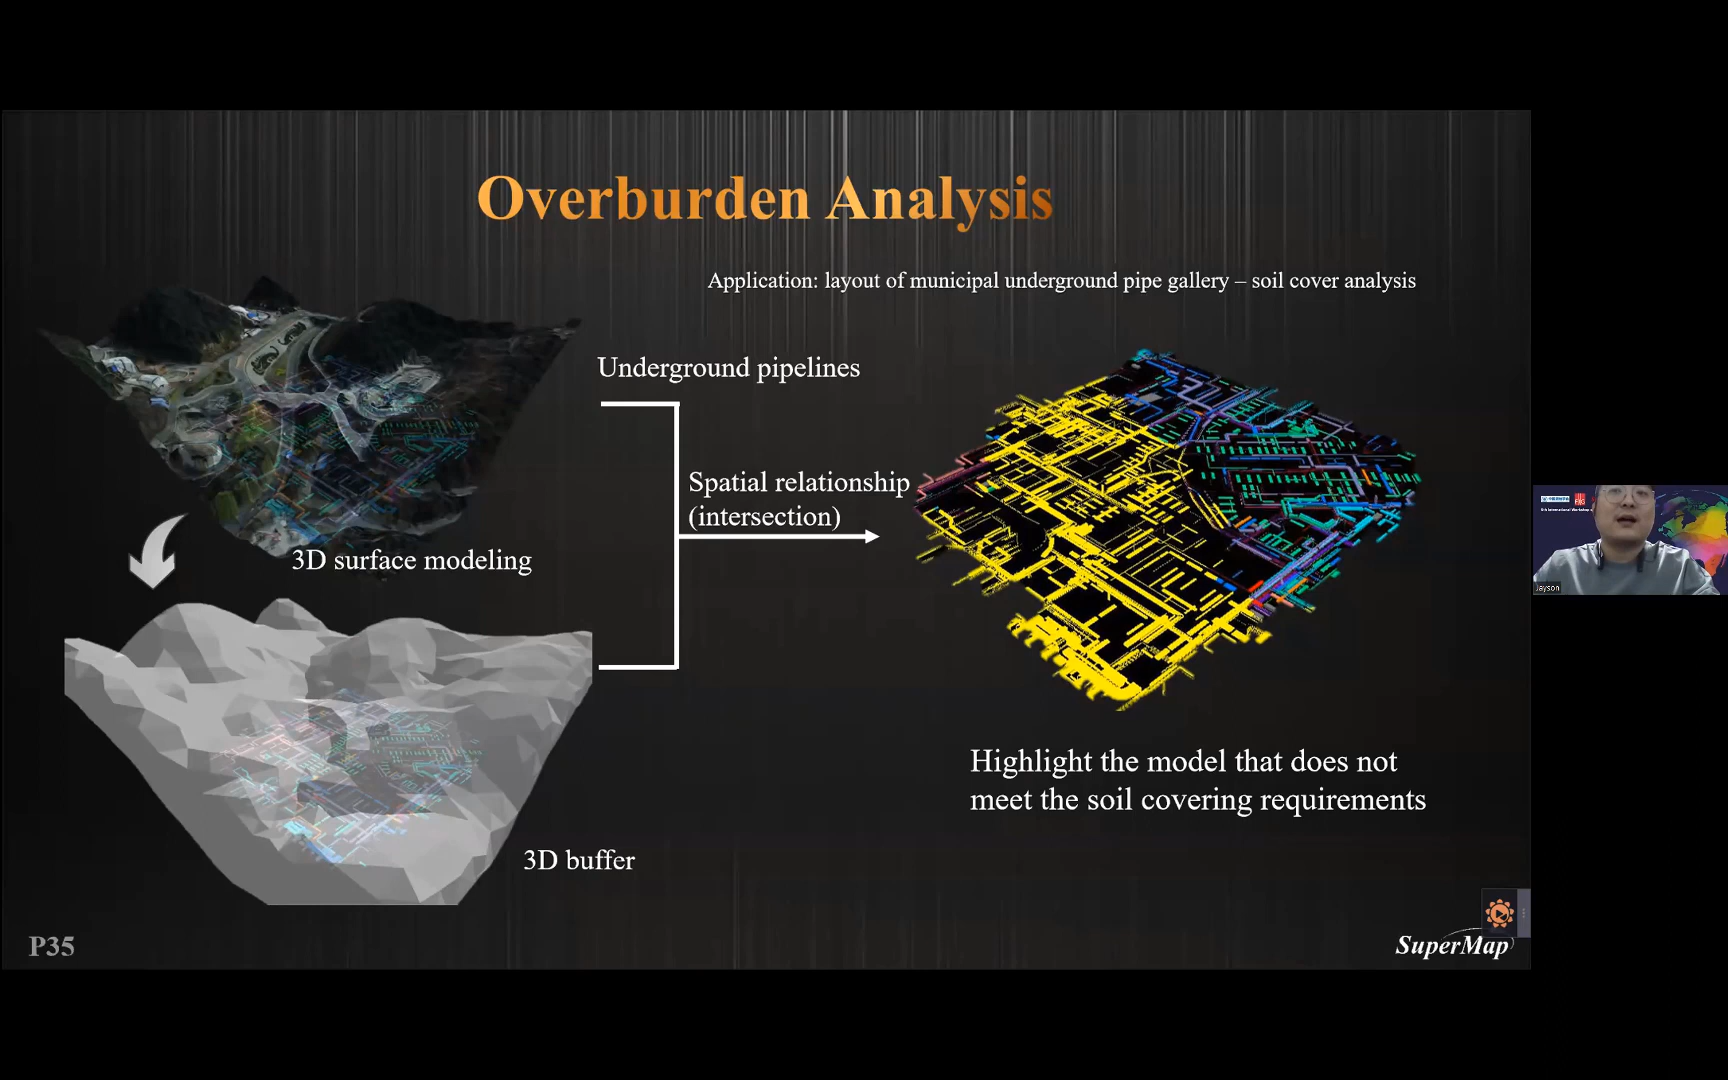 Overburden Analysis
Application: layout of municipal underground pipe gallery – soil cover analysis
Underground pipelines
Spatial relationship
(intersection)
3D surface modeling
3D buffer
Highlight the model that does not
meet the soil covering requirements
P35
SuperMap
Jayson